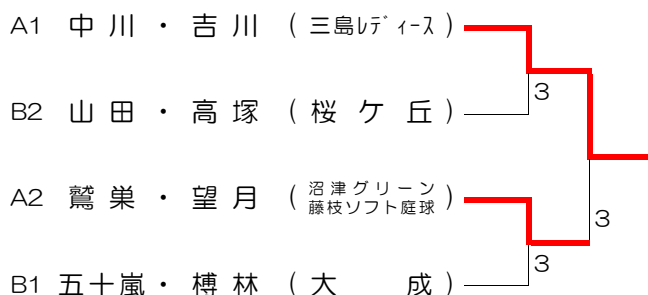 A1 中川・吉川 (三島ﾚﾃﾞｨｰｽ)
3
B2 山田・高塚 (桜ケ丘)
A2 鷲巣・望月 (沼津グリーン
藤枝ソフト庭球)
3
3
B1 五十嵐・榑林 (大成)